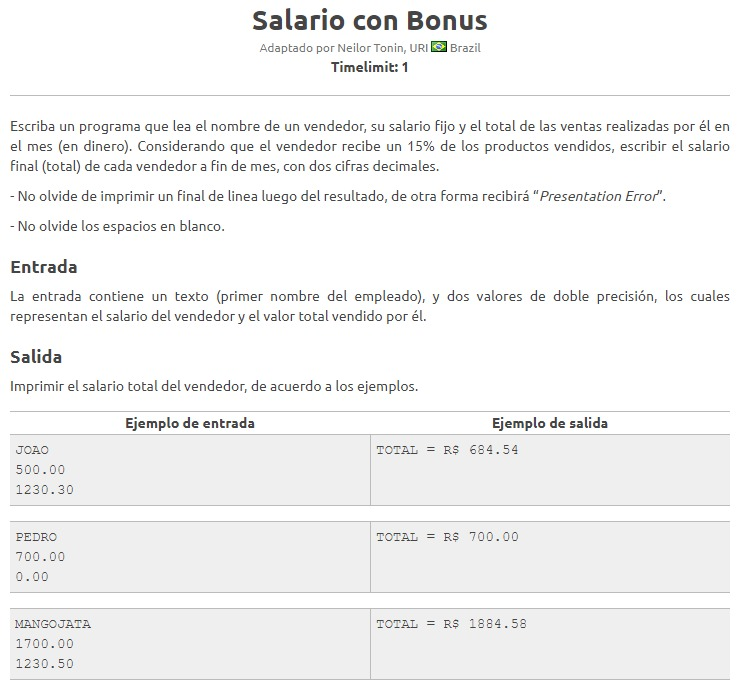 Salario con Bonus
Adaptado por Neilor Tonin, URI Brazil
Timelimit: 1
Escriba un programa que lea el nombre de un vendedor, su salario fijo y el total de las ventas realizadas por él en
el mes (en dinero). Considerando que el vendedor recibe un 15% de los productos vendidos, escribir el salario
final (total) de cada vendedor a fin de mes, con dos cifras decimales.
- No olvide de imprimir un final de linea luego del resultado, de otra forma recibirá “Presentation Error”.
- No olvide los espacios en blanco.
Entrada
La entrada contiene un texto (primer nombre del empleado), y dos valores de doble precisión, los cuales
representan el salario del vendedor y el valor total vendido por él.
Salida
Imprimir el salario total del vendedor, de acuerdo a los ejemplos.
Ejemplo de entrada Ejemplo de salida
JOAO TOTAL = R$ 684.54
500.00
1230.30
PEDRO TOTAL = R$ 700.00
700.00
0.00
MANGOJATA TOTAL = R$ 1884.58
1700.00
1230.50